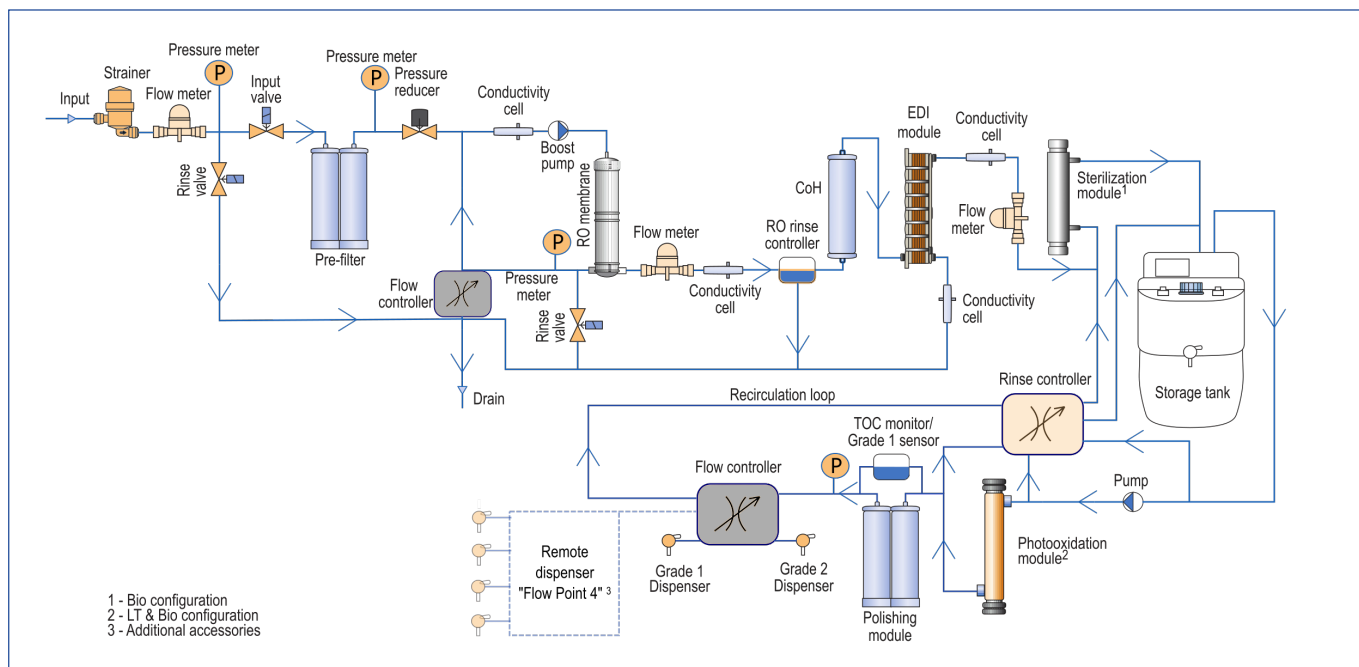 Pressure meter
P
Strainer
Input
Flow meter
Input
valve
Rinse
valve
Pre-filter
Pressure meter
P
Pressure
reducer
Conductivity
cell
Boost
pump
RO membrane
P
Pressure
meter
Flow
controller
Rinse
valve
Drain
Flow meter
Conductivity
cell
RO rinse
controller
CoH
EDI
module
Conductivity
cell
Flow
meter
Conductivity
cell
Sterilization
module1
Storage tank
Recirculation loop
Rinse controller
TOC monitor/
Grade 1 sensor
P
Flow controller
Pump
Photooxidation
module2
Polishing
module
Grade 1
Dispenser
Grade 2
Dispenser
Remote
dispenser
"Flow Point 4" 3
1 - Bio configuration
2 - LT & Bio configuration
3 - Additional accessories